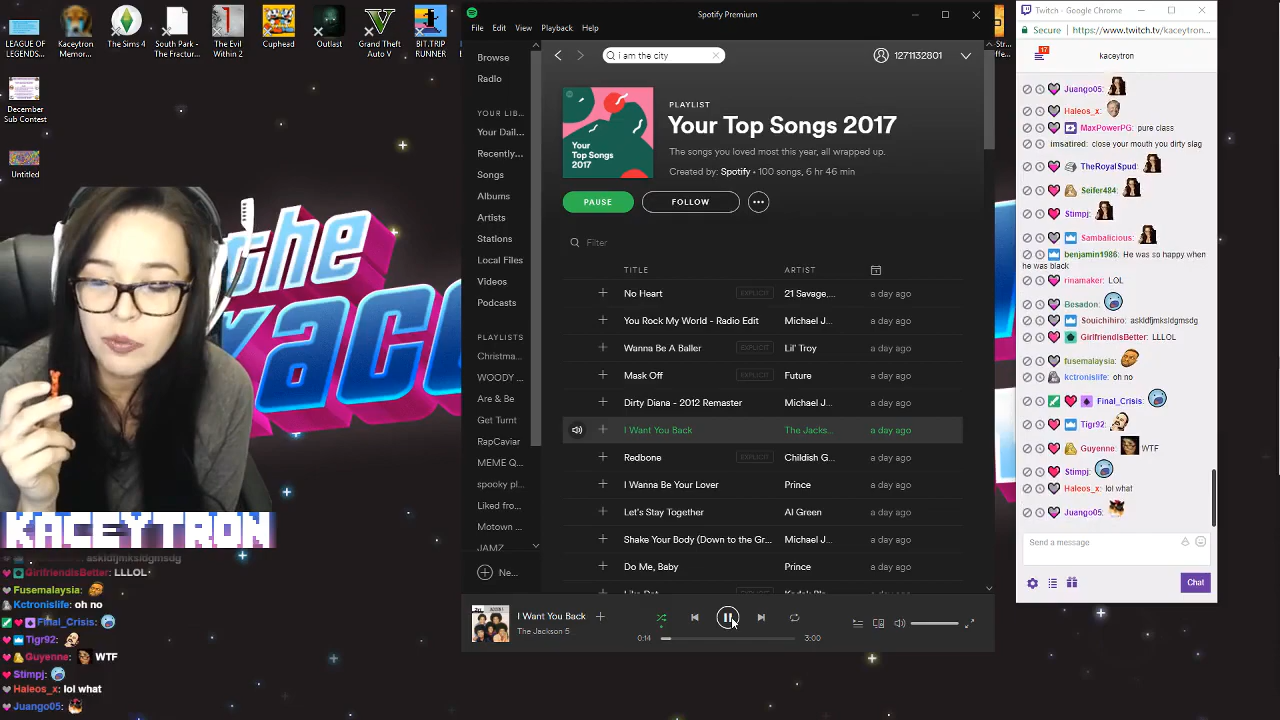 LEAGUE OF LEGENDS...
Kaceytron Memes
The Sims 4
South Park - The Fracture...
The Evil Within 2
Cuphead
Outlast
Grand Theft Auto V
BIT.TRIP RUNNER
December Sub Contest
Untitled
the
KACEYTRON
askldfjmksldgmsdg
GirlfriendIsBetter: LLLOL
Fusemalaysia:
Kctronislife: oh no
Final_Crisis:
Tigr92:
Guyenne: WTF
Stimpj:
Haleos_x: lol what
Juango05:
Spotify Premium
File Edit View Playback Help
i am the city
1271132801
Browse
Radio
YOUR LIB...
Your Dail...
Recently...
Songs
Albums
Artists
Stations
Local Files
Videos
Podcasts
PLAYLISTS
Christma...
WOODY ...
Are & Be
Get Turnt
RapCaviar
MEME Q...
spooky pl...
Liked fro...
Motown ...
JAMZ
Ne...
Your Top Songs 2017
PLAYLIST
Your Top Songs 2017
The songs you loved most this year, all wrapped up.
Created by: Spotify • 100 songs, 6 hr 46 min
PAUSE FOLLOW
Filter
TITLE ARTIST
No Heart EXPLICIT 21 Savage,... a day ago
You Rock My World - Radio Edit Michael J... a day ago
Wanna Be A Baller Lil' Troy a day ago
Mask Off EXPLICIT Future a day ago
Dirty Diana - 2012 Remaster Michael J... a day ago
I Want You Back The Jacks... a day ago
Redbone EXPLICIT Childish G... a day ago
I Wanna Be Your Lover Prince a day ago
Let's Stay Together Al Green a day ago
Shake Your Body (Down to the Gr... Michael J... a day ago
Do Me, Baby Prince a day ago
I Want You Back
The Jackson 5
0:14 3:00
Twitch - Google Chrome
Secure https://www.twitch.tv/kaceytron...
17
kaceytron
Juango05:
Haleos_x:
MaxPowerPG: pure class
imsatired: close your mouth you dirty slag
TheRoyalSpud:
Seifer484:
Stimpj:
Sambalicious:
benjamin1986: He was so happy when he was black
rinamaker: LOL
Besadon:
Souichihiro: askldfjmksldgmsdg
GirlfriendIsBetter: LLLOL
fusemalaysia:
kctronislife: oh no
Final_Crisis:
Tigr92:
Guyenne: WTF
Stimpj:
Haleos_x: lol what
Juango05:
Send a message
Chat